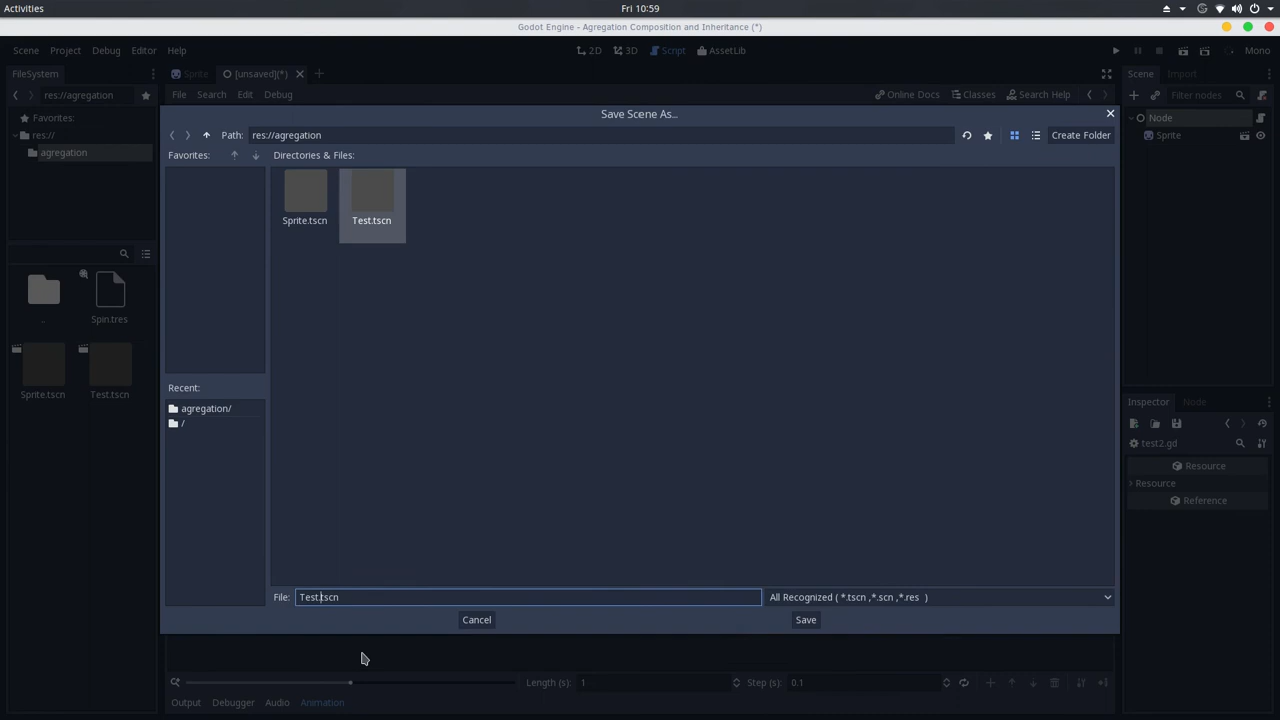 Activities
Fri 10:59
Godot Engine - Agregation Composition and Inheritance (*)
Scene Project Debug Editor Help
2D 3D Script AssetLib
Mono
FileSystem
Sprite [unsaved](*)
Scene Import
res://agregation
File Search Edit Debug
Online Docs Classes Search Help
Filter nodes
Favorites:
res://
agregation
Save Scene As...
Node
Sprite
Path: res://agregation
Create Folder
Favorites:
Directories & Files:
Sprite.tscn Test.tscn
..
Spin.tres
Sprite.tscn Test.tscn
Recent:
agregation/
/
Inspector Node
test2.gd
Resource
Resource
Reference
File: Test.tscn
All Recognized ( *.tscn ,*.scn ,*.res )
Cancel Save
Length (s): 1 Step (s): 0.1
Output Debugger Audio Animation